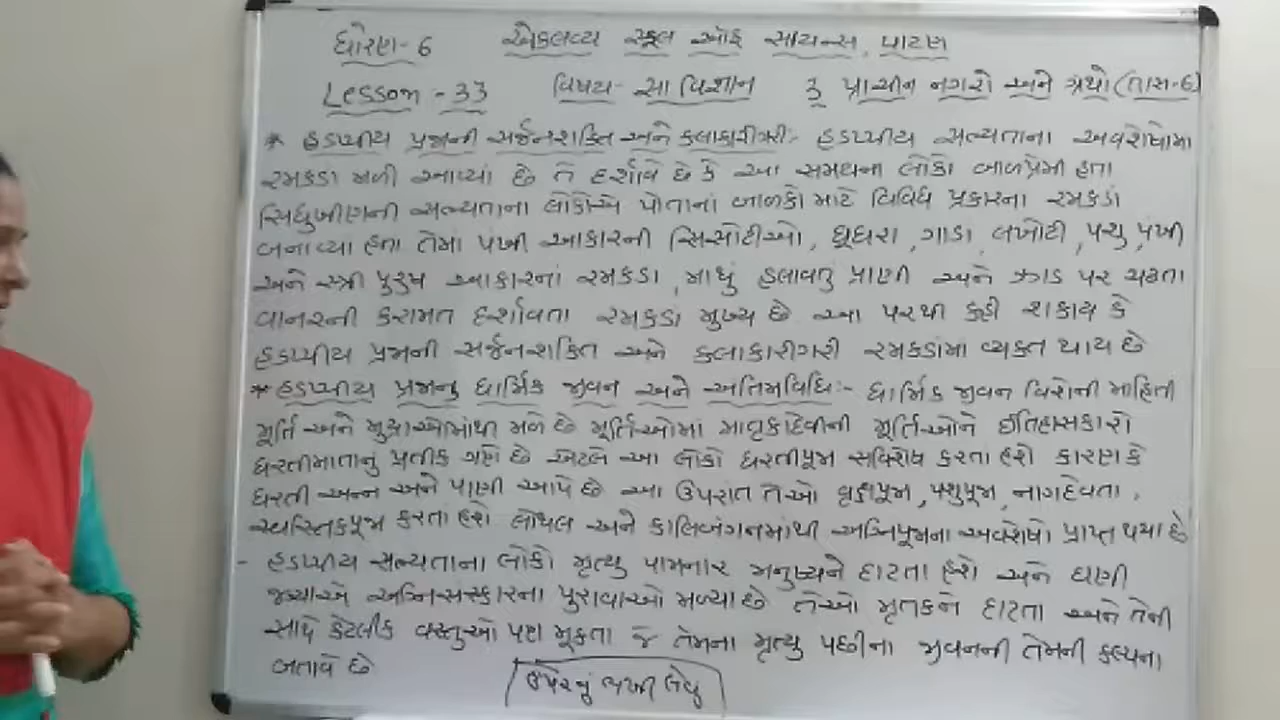 ધોરણ-6 એકલવ્ય સ્કૂલ ઓફ સાયન્સ, પાટણ
Lesson-33 વિષય- સા વિજ્ઞાન ૩ પ્રાચીન નગરો અને ગ્રંથો (તાસ-6)
* હડપ્પીય પ્રજાની સર્જનશક્તિ અને કલાકારીગરી:- હડપ્પીય સભ્યતાના અવશેષોમા
રમકડા મળી આવ્યાં છે તે દર્શાવે છે કે આ સમયના લોકો બાળપ્રેમી હતા
સિંધુખીણની સભ્યતાના લોકોએ પોતાનાં બાળકો માટે વિવિધ પ્રકારના રમકડાં
બનાવ્યા હતા તેમાં પંખી આકારની સિસોટીઓ, ઘૂઘરા, ગાડા, લખોટી, પશુ, પંખી
અને સ્ત્રી પુરુષ આકારનાં રમકડા, માથું હલાવતુ પ્રાણી અને ઝાડ પર ચઢતા
વાનરની કરામત દર્શાવતા રમકડાં મુખ્ય છે આ પરથી કહી શકાય કે
હડપ્પીય પ્રજાની સર્જનશક્તિ અને કલાકારીગરી રમકડાંમા વ્યક્ત થાય છે
* હડપ્પીય પ્રજાનુ ધાર્મિક જીવન અને અંતિમવિધિ:- ધાર્મિક જીવન વિશેની માહિતી
મૂર્તિ અને મુદ્રાઓમાંથી મળે છે મૂર્તિઓમાં માતૃકાદેવીની મૂર્તિઓને ઇતિહાસકારો
ધરતીમાતાનું પ્રતીક ગણે છે એટલે આ લોકો ધરતીપૂજા સવિશેષ કરતા હશે કારણ કે
ધરતી અન્ન અને પાણી આપે છે આ ઉપરાંત તેઓ વૃક્ષપૂજા, પશુપૂજા, નાગદેવતા,
સ્વસ્તિકપૂજા કરતા હશે લોથલ અને કાલિબંગનમાંથી અગ્નિપૂજાના અવશેષો પ્રાપ્ત થયા છે
- હડપ્પીય સભ્યતાના લોકો મૃત્યુ પામનાર મનુષ્યને દાટતા હશે અને ઘણી
જગ્યાએ અગ્નિસંસ્કારના પુરાવાઓ મળ્યા છે તેઓ મૃતકને દાટતા અને તેની
સાથે કેટલીક વસ્તુઓ પણ મૂકતા જે તેમના મૃત્યુ પછીના જીવનની તેમની કલ્પના
બતાવે છે
ઉપરનું લખી લેવુ